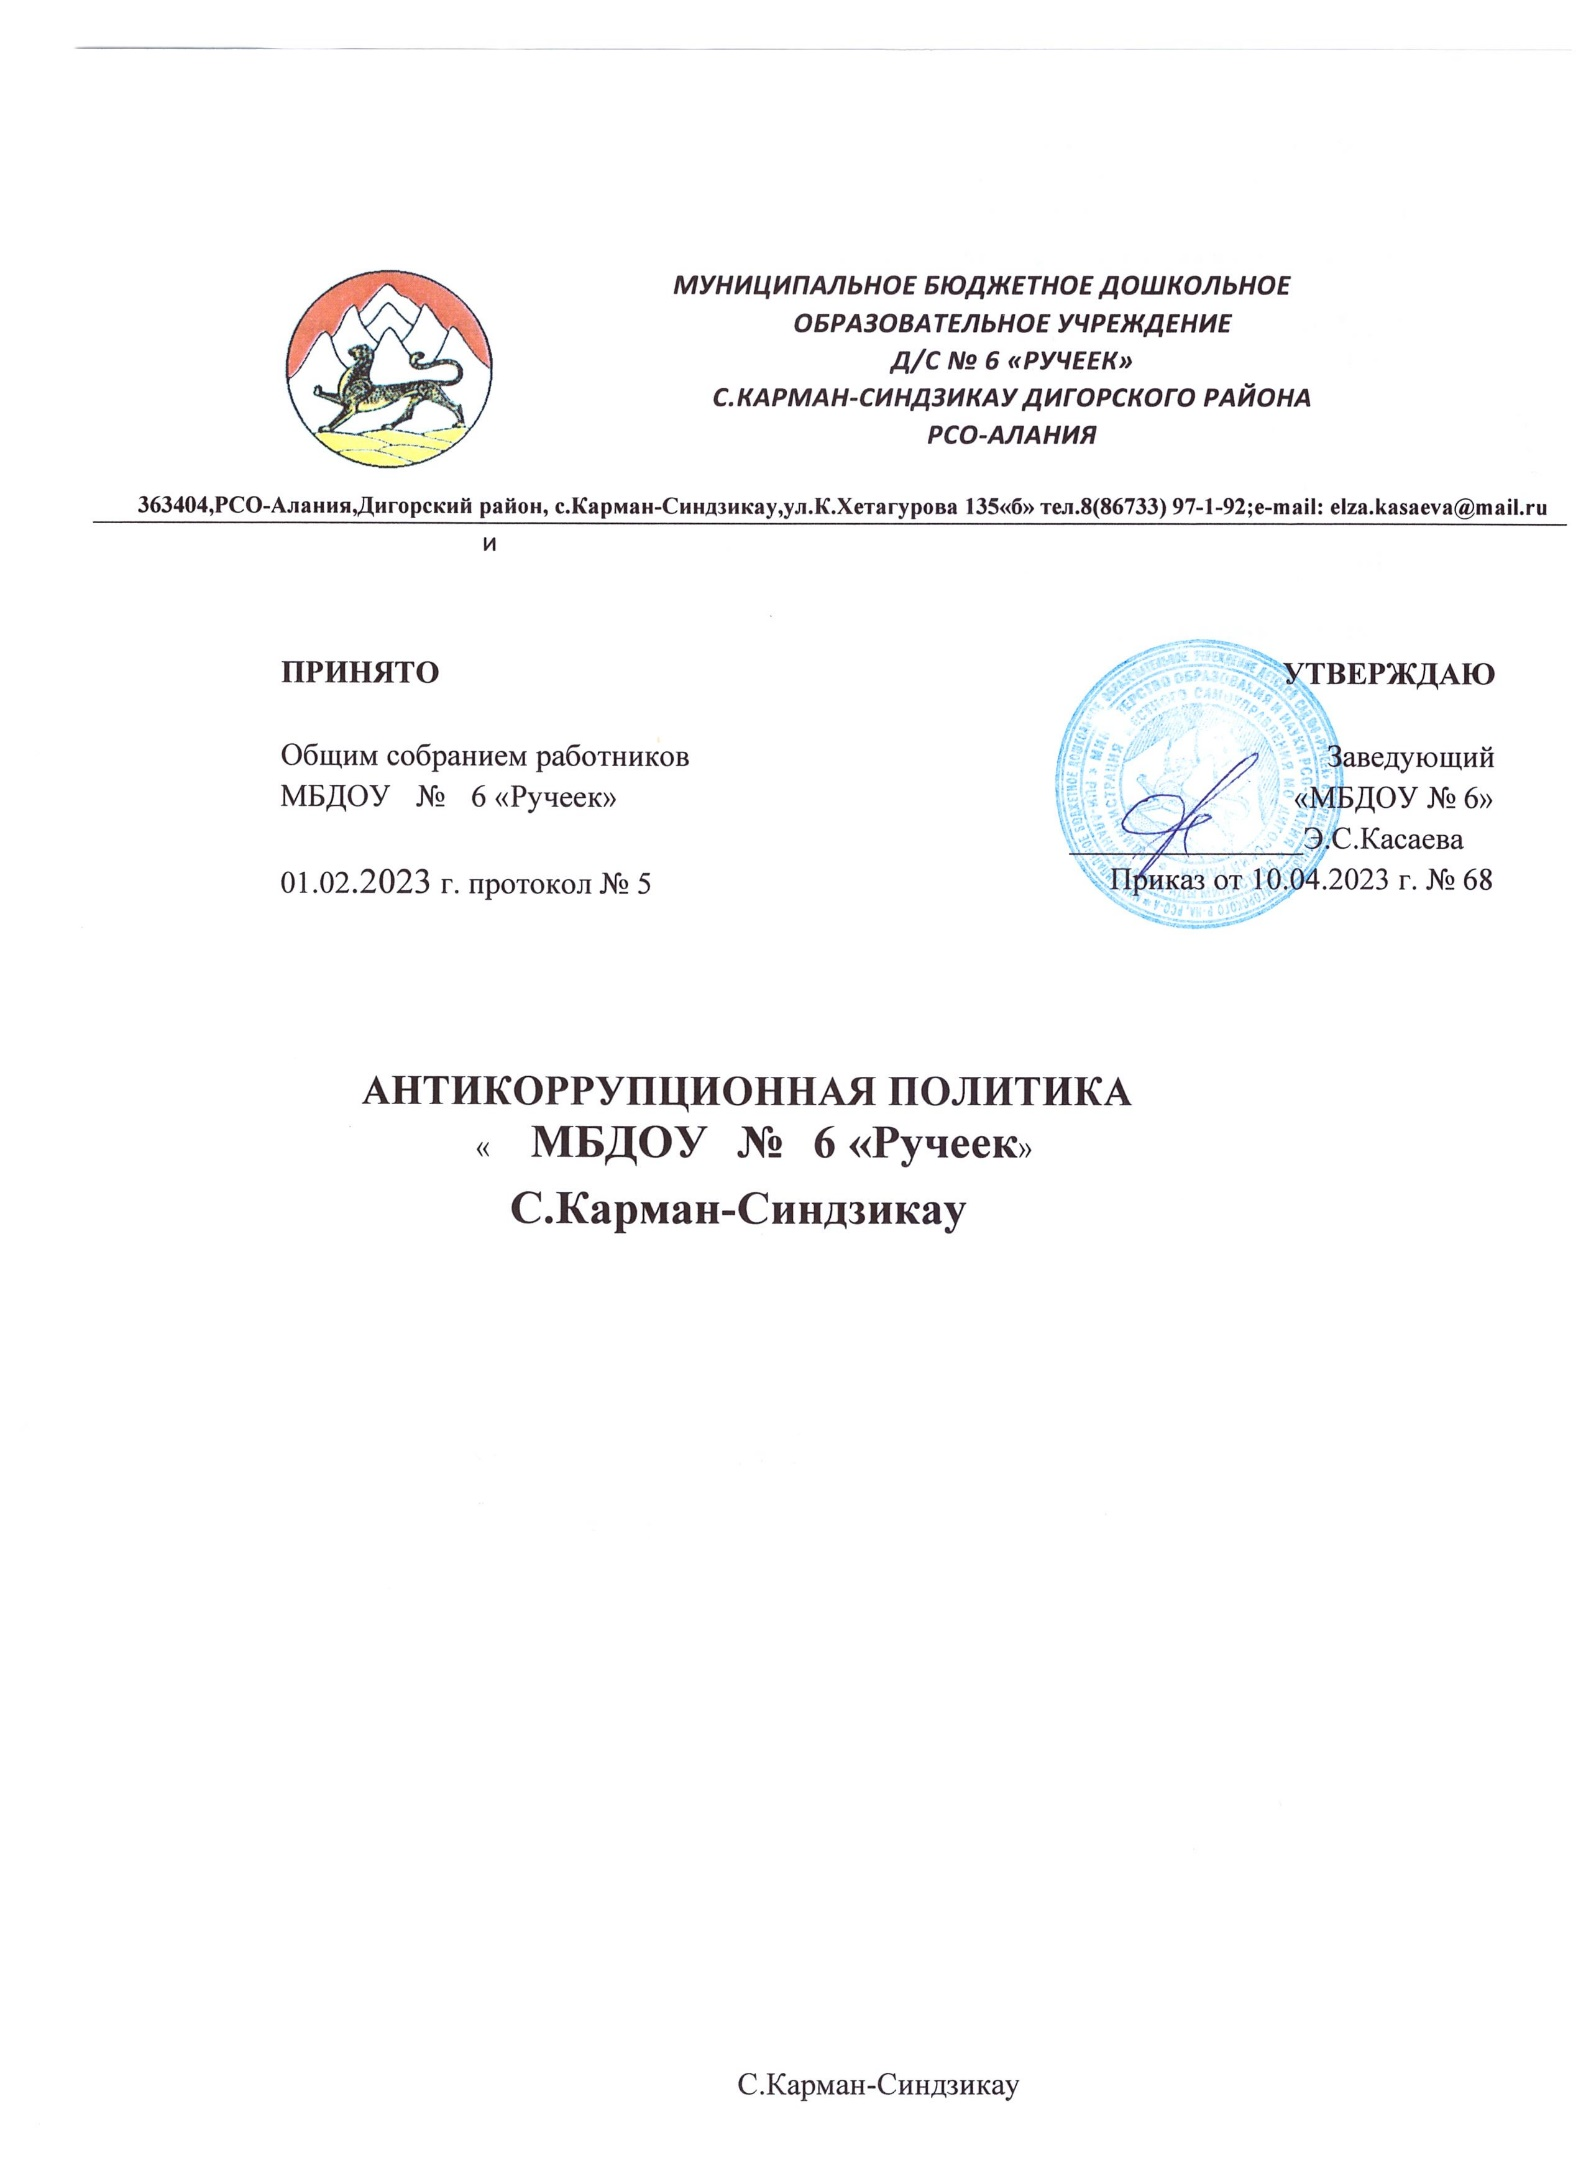 МУНИЦИПАЛЬНОЕ БЮДЖЕТНОЕ ДОШКОЛЬНОЕ
ОБРАЗОВАТЕЛЬНОЕ УЧРЕЖДЕНИЕ
Д/С № 6 «РУЧЕЕК»
С.КАРМАН-СИНДЗИКАУ ДИГОРСКОГО РАЙОНА
РСО-АЛАНИЯ
363404,РСО-Алания,Дигорский район, с.Карман-Синдзикау,ул.К.Хетагурова 135«б» тел.8(86733) 97-1-92;e-mail: elza.kasaeva@mail.ru
и
ПРИНЯТО
Общим собранием работников
МБДОУ № 6 «Ручеек»
01.02.2023 г. протокол № 5
УТВЕРЖДАЮ
Заведующий
«МБДОУ № 6»
Э.С.Касаева
Приказ от 10.04.2023 г. № 68
АНТИКОРРУПЦИОННАЯ ПОЛИТИКА
« МБДОУ № 6 «Ручеек»
С.Карман-Синдзикау
С.Карман-Синдзикау